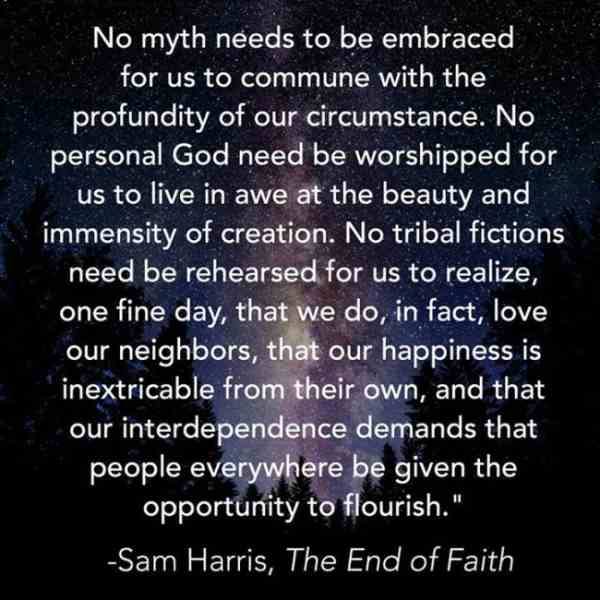 No myth needs to be embraced
for us to commune with the
profundity of our circumstance. No
personal God need be worshipped for
us to live in awe at the beauty and
immensity of creation. No tribal fictions
need be rehearsed for us to realize,
one fine day, that we do, in fact, love
our neighbors, that our happiness is
inextricable from their own, and that
our interdependence demands that
people everywhere be given the
opportunity to flourish."
-Sam Harris, The End of Faith